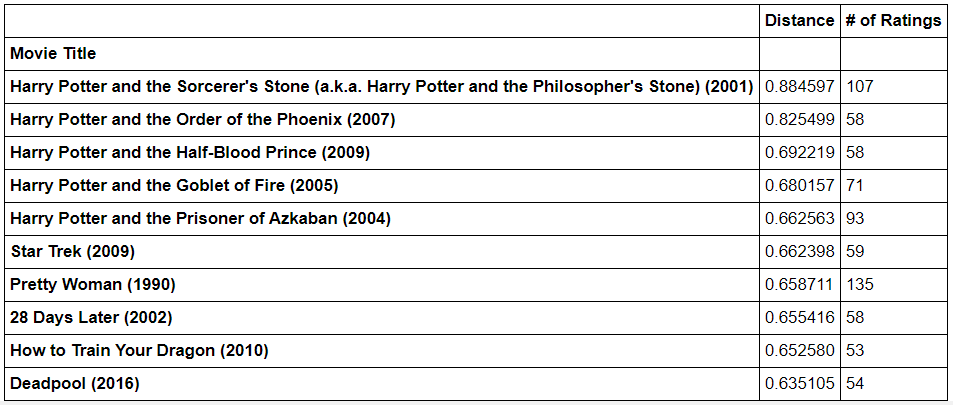 Distance # of Ratings
Movie Title
Harry Potter and the Sorcerer's Stone (a.k.a. Harry Potter and the Philosopher's Stone) (2001) 0.884597 107
Harry Potter and the Order of the Phoenix (2007) 0.825499 58
Harry Potter and the Half-Blood Prince (2009) 0.692219 58
Harry Potter and the Goblet of Fire (2005) 0.680157 71
Harry Potter and the Prisoner of Azkaban (2004) 0.662563 93
Star Trek (2009) 0.662398 59
Pretty Woman (1990) 0.658711 135
28 Days Later (2002) 0.655416 58
How to Train Your Dragon (2010) 0.652580 53
Deadpool (2016) 0.635105 54